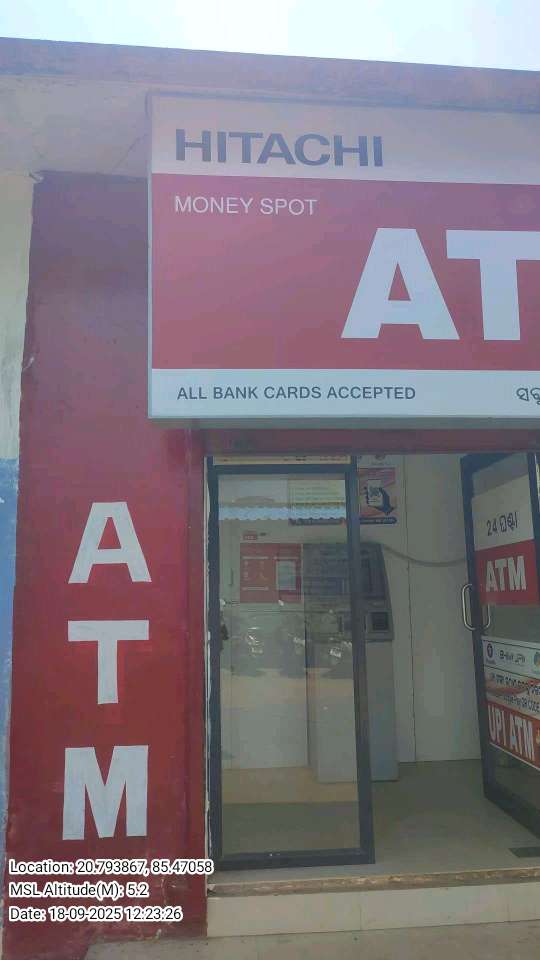 HITACHI
MONEY SPOT
AT
ALL BANK CARDS ACCEPTED
ATM
24 ଘଣ୍ଟା
ATM
UPI ATM
Location: 20.793867, 85.47058
MSL Altitude(M): 5.2
Date: 18-09-2025 12:23:26